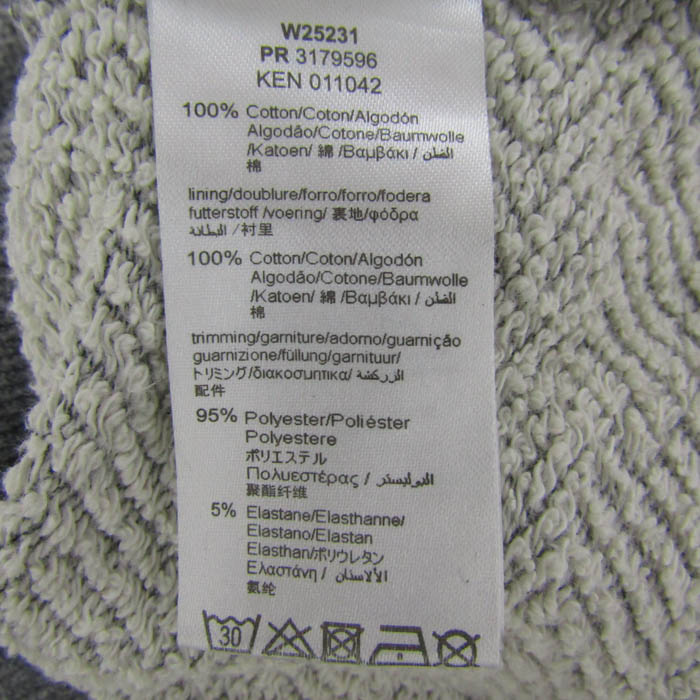 W25231
PR 3179596
KEN 011042
100% Cotton/Coton/Algodón
Algodão/Cotone/Baumwolle
/Katoen/ 綿 /Βαμβάκι / القطن
棉
lining/doublure/forro/forro/fodera
futterstoff /voering/ 裏地/φόδρα
البطانة / 衬里
100% Cotton/Coton/Algodón
Algodão/Cotone/Baumwolle
/Katoen/ 綿 /Βαμβάκι / القطن
棉
trimming/garniture/adorno/guarnição
guarnizione/füllung/garnituur/
トリミング/διακοσμητικα/ الزركشة
配件
95% Polyester/Poliéster
Polyestere
ポリエステル
Πολυεστέρας / البوليستر
聚酯纤维
5% Elastane/Elasthanne/
Elastano/Elastan
Elasthan/ポリウレタン
Ελαστάνη / الألاستان
氨纶
30